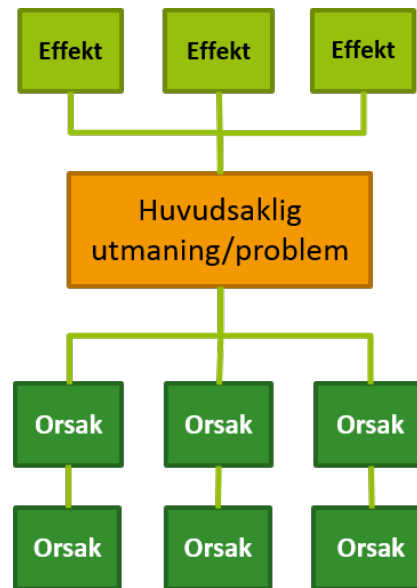 Effekt
Effekt
Effekt
Huvudsaklig
utmaning/problem
Orsak
Orsak
Orsak
Orsak
Orsak
Orsak